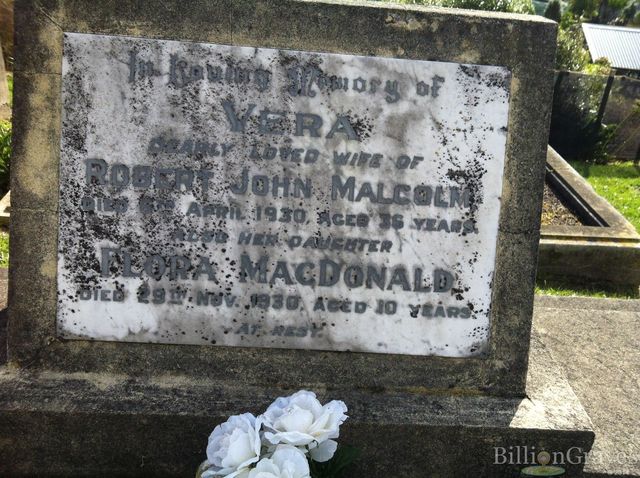 In Loving Memory of
VERA
DEARLY LOVED WIFE OF
ROBERT JOHN MALCOLM
DIED 6TH APRIL 1930, AGED 36 YEARS.
ALSO HER DAUGHTER
FLORA MACDONALD
DIED 29TH NOV. 1930, AGED 10 YEARS.
AT REST.
BillionGraves